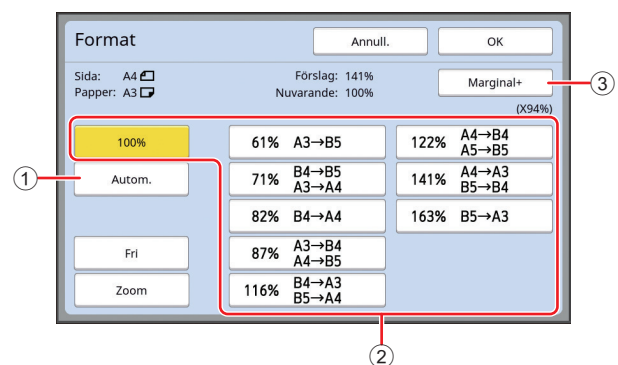 Format
Annull.
OK
Sida: A4
Förslag: 141%
Papper: A3
Nuvarande: 100%
Marginal+
③
(X94%)
100%
61% A3→B5
122% A4→B4
A5→B5
①
Autom.
71% B4→B5
A3→A4
141% A4→A3
B5→B4
82% B4→A4
163% B5→A3
Fri
87% A3→B4
A4→B5
Zoom
116% B4→A3
B5→A4
②